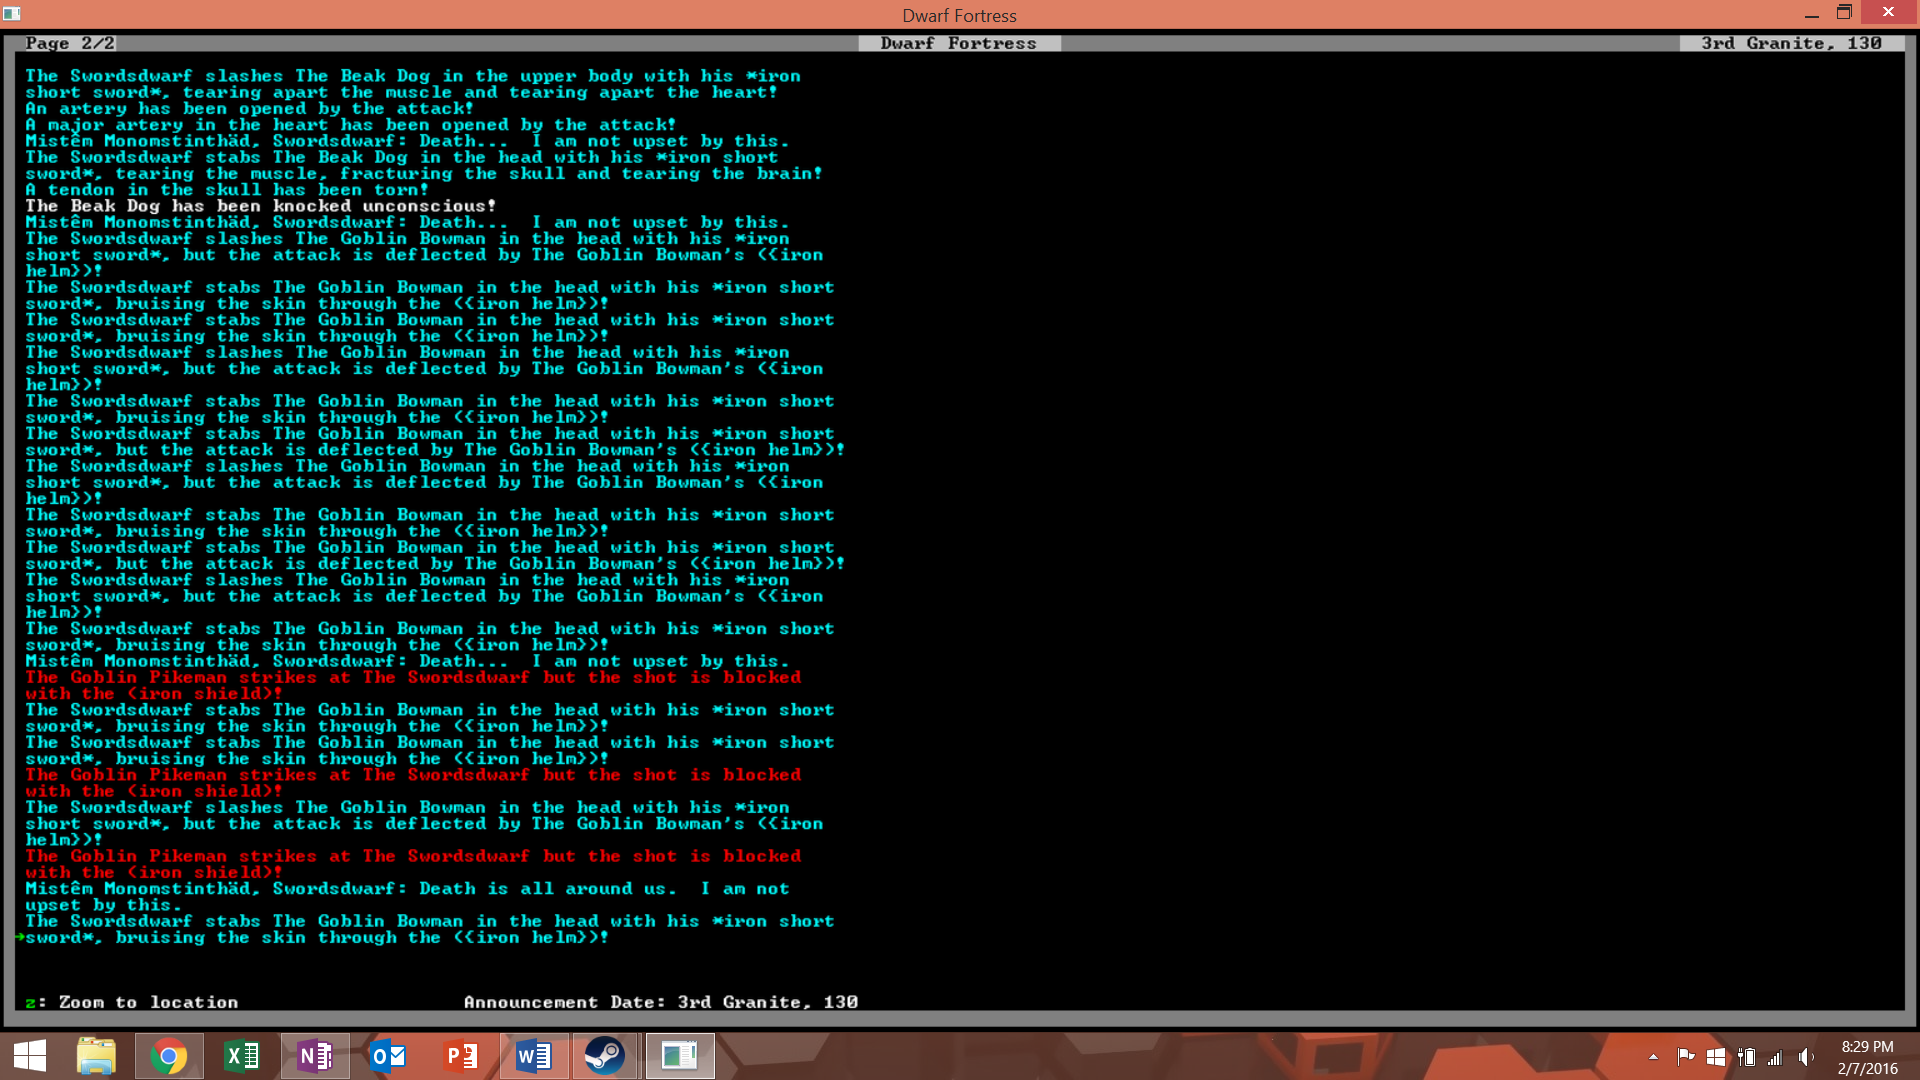 Dwarf Fortress
Page 2/2
Dwarf Fortress
3rd Granite, 130
The Swordsdwarf slashes The Beak Dog in the upper body with his *iron
short sword*, tearing apart the muscle and tearing apart the heart!
An artery has been opened by the attack!
A major artery in the heart has been opened by the attack!
Mistêm Monomstinthäd, Swordsdwarf: Death...  I am not upset by this.
The Swordsdwarf stabs The Beak Dog in the head with his *iron short
sword*, tearing the muscle, fracturing the skull and tearing the brain!
A tendon in the skull has been torn!
The Beak Dog has been knocked unconscious!
Mistêm Monomstinthäd, Swordsdwarf: Death...  I am not upset by this.
The Swordsdwarf slashes The Goblin Bowman in the head with his *iron
short sword*, but the attack is deflected by The Goblin Bowman's ({iron
helm})!
The Swordsdwarf stabs The Goblin Bowman in the head with his *iron short
sword*, bruising the skin through the ({iron helm})!
The Swordsdwarf stabs The Goblin Bowman in the head with his *iron short
sword*, bruising the skin through the ({iron helm})!
The Swordsdwarf slashes The Goblin Bowman in the head with his *iron
short sword*, but the attack is deflected by The Goblin Bowman's ({iron
helm})!
The Swordsdwarf stabs The Goblin Bowman in the head with his *iron short
sword*, bruising the skin through the ({iron helm})!
The Swordsdwarf stabs The Goblin Bowman in the head with his *iron short
sword*, but the attack is deflected by The Goblin Bowman's ({iron helm})!
The Swordsdwarf slashes The Goblin Bowman in the head with his *iron
short sword*, but the attack is deflected by The Goblin Bowman's ({iron
helm})!
The Swordsdwarf stabs The Goblin Bowman in the head with his *iron short
sword*, bruising the skin through the ({iron helm})!
The Swordsdwarf stabs The Goblin Bowman in the head with his *iron short
sword*, but the attack is deflected by The Goblin Bowman's ({iron helm})!
The Swordsdwarf slashes The Goblin Bowman in the head with his *iron
short sword*, but the attack is deflected by The Goblin Bowman's ({iron
helm})!
The Swordsdwarf stabs The Goblin Bowman in the head with his *iron short
sword*, bruising the skin through the ({iron helm})!
Mistêm Monomstinthäd, Swordsdwarf: Death...  I am not upset by this.
The Goblin Pikeman strikes at The Swordsdwarf but the shot is blocked
with the (iron shield)!
The Swordsdwarf stabs The Goblin Bowman in the head with his *iron short
sword*, bruising the skin through the ({iron helm})!
The Swordsdwarf stabs The Goblin Bowman in the head with his *iron short
sword*, bruising the skin through the ({iron helm})!
The Goblin Pikeman strikes at The Swordsdwarf but the shot is blocked
with the (iron shield)!
The Swordsdwarf slashes The Goblin Bowman in the head with his *iron
short sword*, but the attack is deflected by The Goblin Bowman's ({iron
helm})!
The Goblin Pikeman strikes at The Swordsdwarf but the shot is blocked
with the (iron shield)!
Mistêm Monomstinthäd, Swordsdwarf: Death is all around us.  I am not
upset by this.
The Swordsdwarf stabs The Goblin Bowman in the head with his *iron short
→sword*, bruising the skin through the ({iron helm})!
z: Zoom to location
Announcement Date: 3rd Granite, 130
8:29 PM
2/7/2016